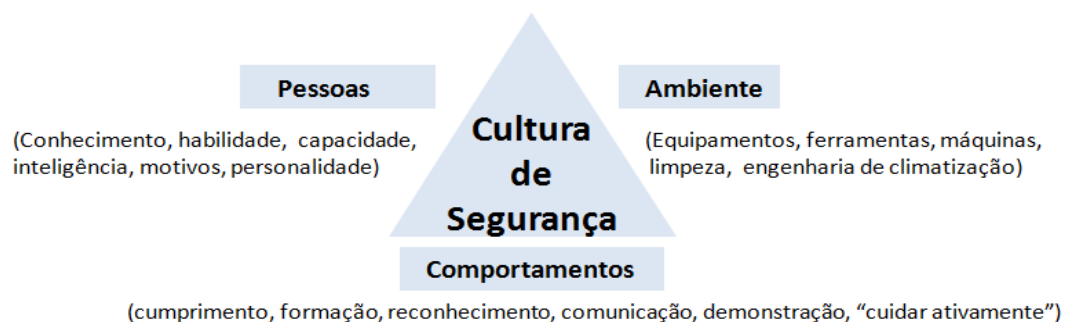 Pessoas
(Conhecimento, habilidade, capacidade,
inteligência, motivos, personalidade)
Cultura
de
Segurança
Ambiente
(Equipamentos, ferramentas, máquinas,
limpeza, engenharia de climatização)
Comportamentos
(cumprimento, formação, reconhecimento, comunicação, demonstração, “cuidar ativamente”)